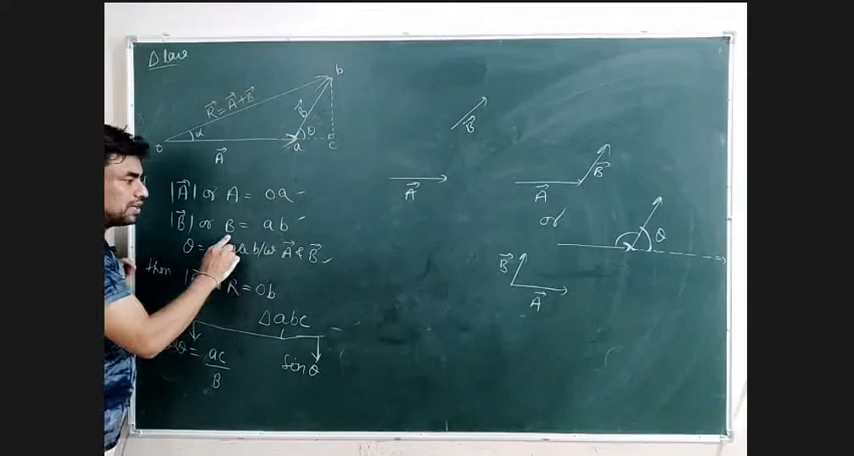 Δ law
R⃗ = A⃗ + B⃗
α
B⃗
θ
o
A⃗
a
c
b
|A⃗| or A = oa
|B⃗| or B = ab
θ = b/w A⃗ & B⃗
then
R = Ob
Δabc
θ = ac/B
Sinθ
B⃗
A⃗
A⃗
B⃗
or
θ
B⃗
A⃗